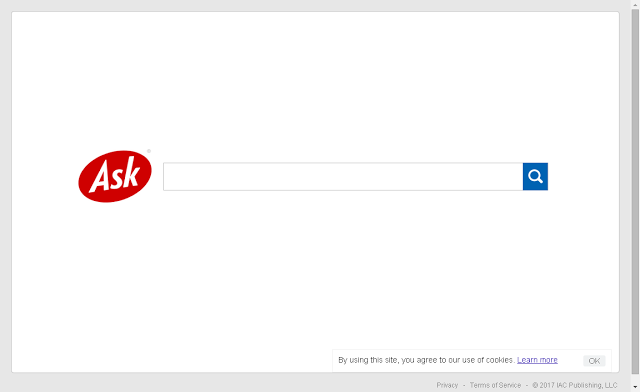 Ask
By using this site, you agree to our use of cookies. Learn more OK
Privacy - Terms of Service - © 2017 IAC Publishing, LLC